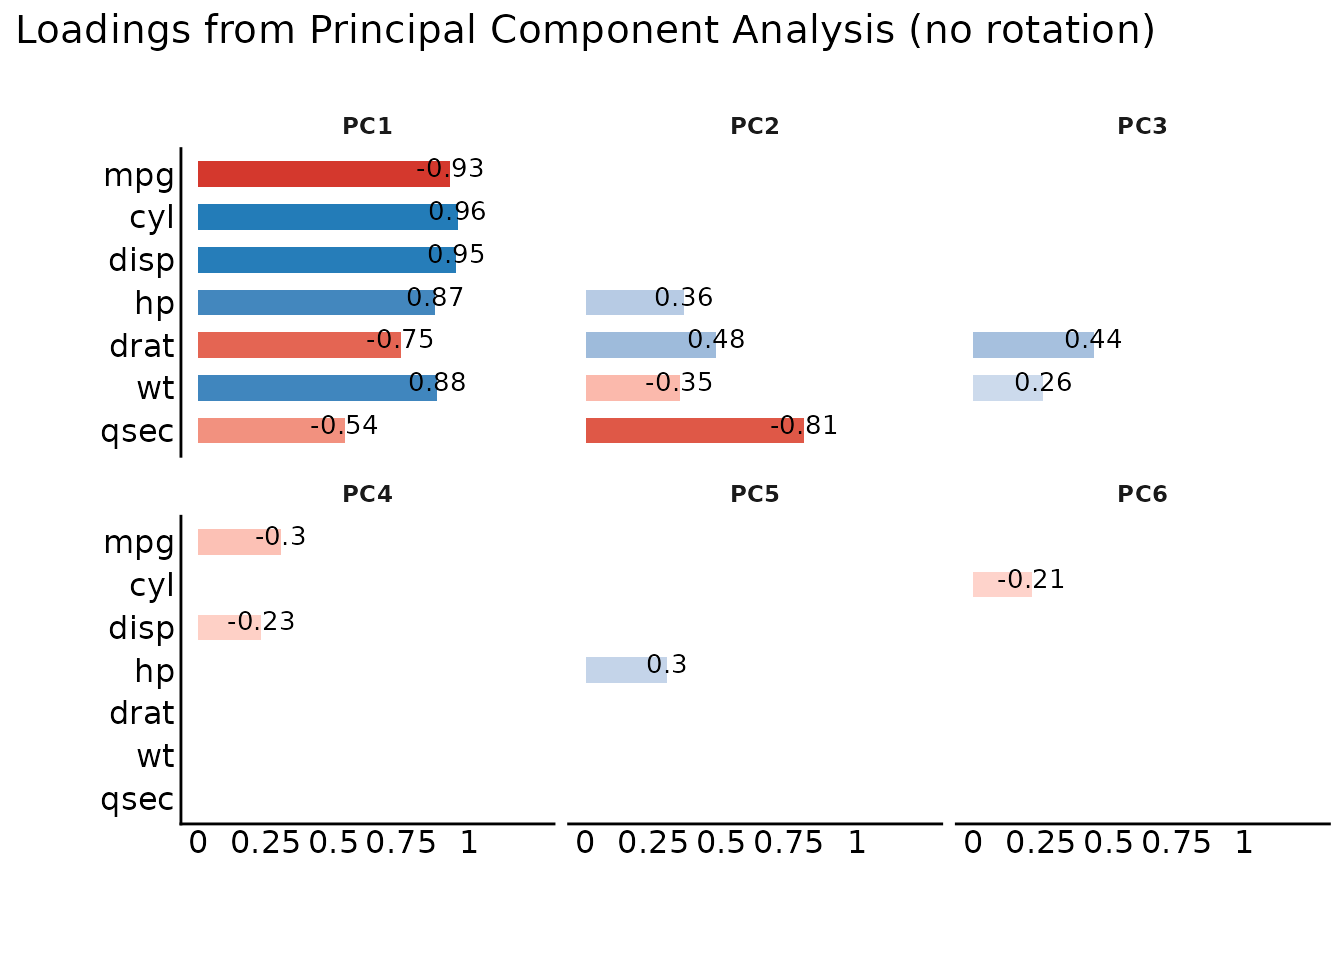 Loadings from Principal Component Analysis (no rotation)
PC1 PC2 PC3
mpg -0.93
cyl 0.96
disp 0.95
hp 0.87 0.36
drat -0.75 0.48 0.44
wt 0.88 -0.35 0.26
qsec -0.54 -0.81
PC4 PC5 PC6
mpg -0.3
cyl -0.21
disp -0.23
hp 0.3
drat
wt
qsec
0 0.25 0.5 0.75 1 0 0.25 0.5 0.75 1 0 0.25 0.5 0.75 1